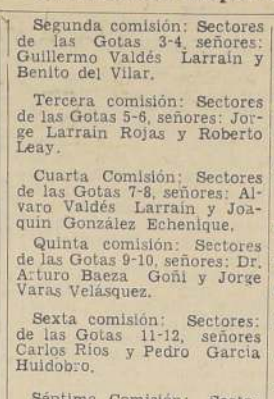 Segunda comisión: Sectores
de las Gotas 3-4, señores:
Guillermo Valdés Larraín y
Benito del Vilar.
Tercera comisión: Sectores
de las Gotas 5-6, señores: Jor-
ge Larraín Rojas y Roberto
Leay.
Cuarta Comisión: Sectores
de las Gotas 7-8, señores: Al-
varo Valdés Larraín y Joa-
quín González Echenique.
Quinta comisión: Sectores
de las Gotas 9-10, señores: Dr.
Arturo Baeza Goñi y Jorge
Varas Velásquez.
Sexta comisión: Sectores:
de las Gotas 11-12, señores
Carlos Ríos y Pedro García
Huidobro.
Séptimo Comisión: